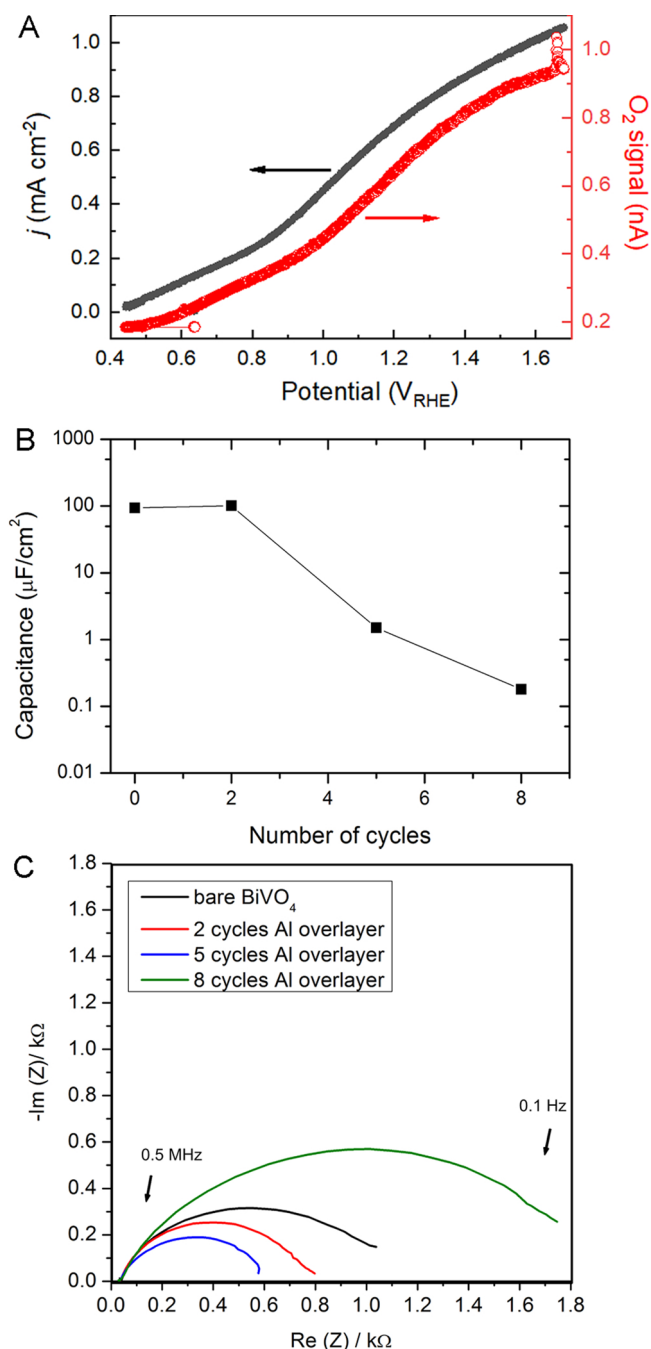 A
1.0
0.8
0.6
0.4
0.2
0.0
j (mA cm⁻²)
1.0
0.8
0.6
0.4
0.2
O₂ signal (nA)
0.4 0.6 0.8 1.0 1.2 1.4 1.6
Potential (V_RHE)
B
1000
100
10
1
0.1
0.01
Capacitance (μF/cm²)
0 2 4 6 8
Number of cycles
C
1.8
1.6
1.4
1.2
1.0
0.8
0.6
0.4
0.2
0.0
-Im (Z)/ kΩ
bare BiVO₄
2 cycles Al overlayer
5 cycles Al overlayer
8 cycles Al overlayer
0.5 MHz
0.1 Hz
0.0 0.2 0.4 0.6 0.8 1.0 1.2 1.4 1.6 1.8
Re (Z) / kΩ